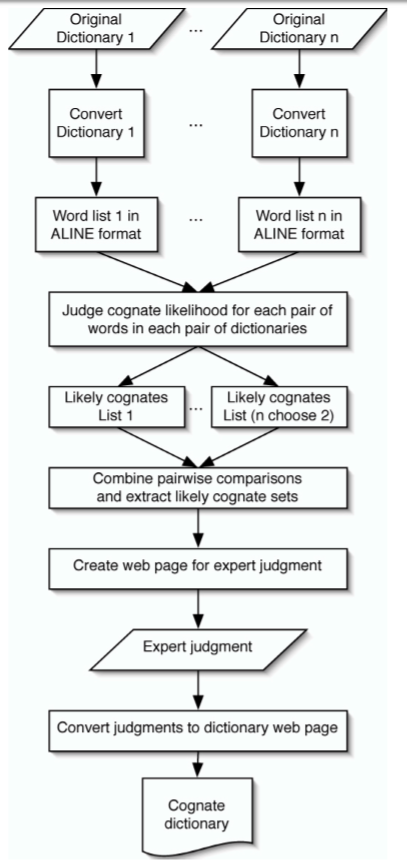 Original
Dictionary 1
...
Original
Dictionary n
Convert
Dictionary 1
...
Convert
Dictionary n
Word list 1 in
ALINE format
...
Word list n in
ALINE format
Judge cognate likelihood for each pair of
words in each pair of dictionaries
Likely cognates
List 1
...
Likely cognates
List (n choose 2)
Combine pairwise comparisons
and extract likely cognate sets
Create web page for expert judgment
Expert judgment
Convert judgments to dictionary web page
Cognate
dictionary